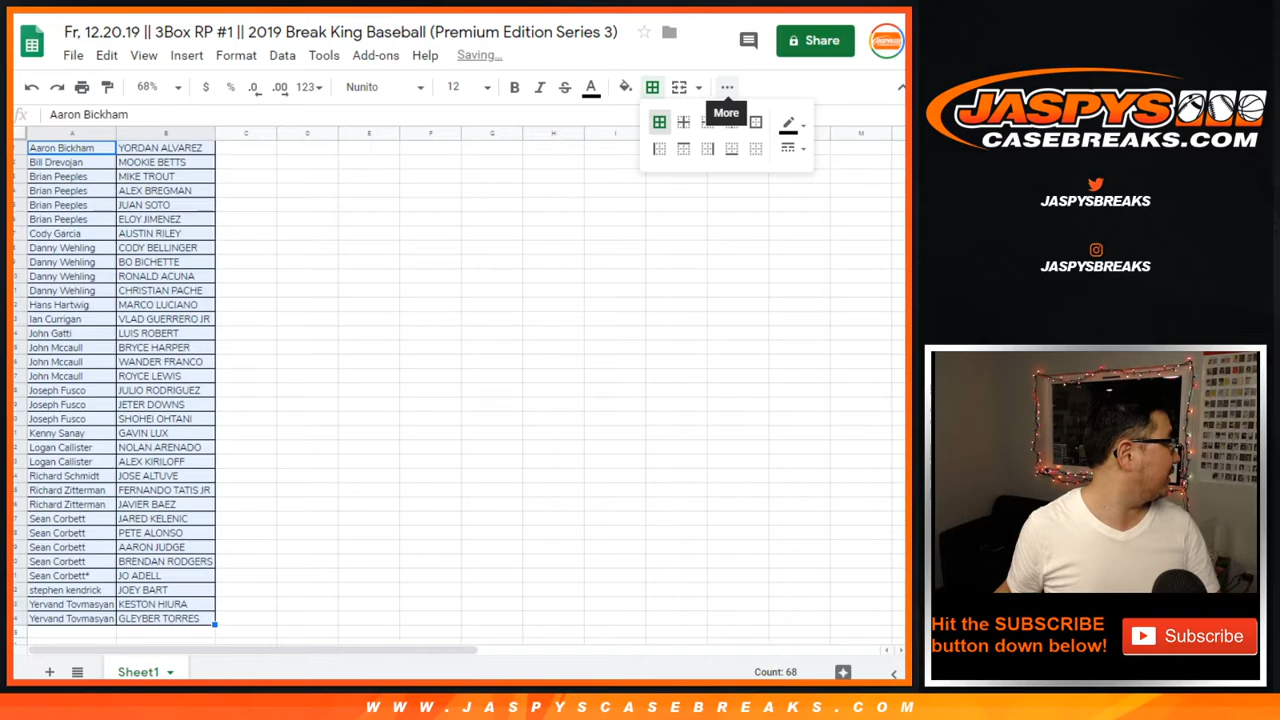 Fr, 12.20.19 || 3Box RP #1 || 2019 Break King Baseball (Premium Edition Series 3)
File Edit View Insert Format Data Tools Add-ons Help Saving...
Share
68% $ % .0 .00 123 Nunito 12 B I S A
More
fx Aaron Bickham
A B C D E F G H I M
Aaron Bickham YORDAN ALVAREZ
Bill Drevojan MOOKIE BETTS
Brian Peeples MIKE TROUT
Brian Peeples ALEX BREGMAN
Brian Peeples JUAN SOTO
Brian Peeples ELOY JIMENEZ
Cody Garcia AUSTIN RILEY
Danny Wehling CODY BELLINGER
Danny Wehling BO BICHETTE
Danny Wehling RONALD ACUNA
Danny Wehling CHRISTIAN PACHE
Hans Hartwig MARCO LUCIANO
Ian Currigan VLAD GUERRERO JR
John Gatti LUIS ROBERT
John Mccaull BRYCE HARPER
John Mccaull WANDER FRANCO
John Mccaull ROYCE LEWIS
Joseph Fusco JULIO RODRIGUEZ
Joseph Fusco JETER DOWNS
Joseph Fusco SHOHEI OHTANI
Kenny Sanay GAVIN LUX
Logan Callister NOLAN ARENADO
Logan Callister ALEX KIRILOFF
Richard Schmidt JOSE ALTUVE
Richard Zitterman FERNANDO TATIS JR
Richard Zitterman JAVIER BAEZ
Sean Corbett JARED KELENIC
Sean Corbett PETE ALONSO
Sean Corbett AARON JUDGE
Sean Corbett BRENDAN RODGERS
Sean Corbett* JO ADELL
stephen kendrick JOEY BART
Yervand Tovmasyan KESTON HIURA
Yervand Tovmasyan GLEYBER TORRES
Sheet1
Count: 68
JASPYS
CASEBREAKS.COM
JASPYSBREAKS
JASPYSBREAKS
Hit the SUBSCRIBE
button down below!
Subscribe
WWW.JASPYSCASEBREAKS.COM